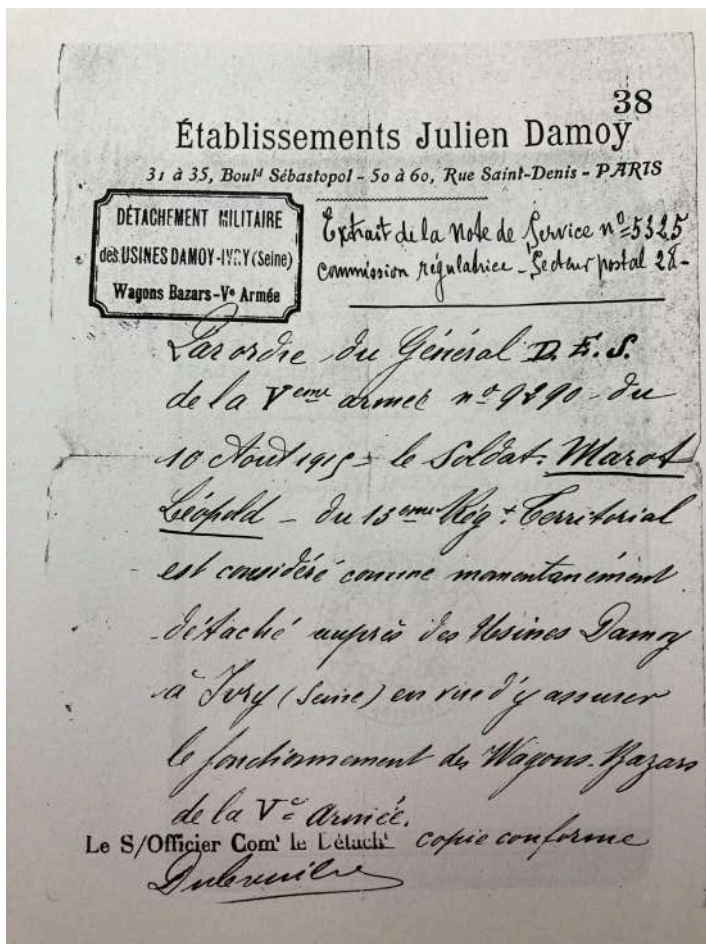 38
Établissements Julien Damoy
31 à 35, Boulᵈ Sébastopol - 50 à 60, Rue Saint-Denis - PARIS
DÉTACHEMENT MILITAIRE
des USINES DAMOY-IVRY (Seine)
Wagons Bazars-Vᵉ Armée
Extrait de la Note de Service nº 5325
commission régulatrice - Secteur postal 28-
Par ordre du Général D.E.S.
de la Vème armée nº 9290 du
10 Août 1915 - le soldat Marot
Léopold - du 13ème Régt Territorial
est considéré comme momentanément
détaché auprès des Usines Damoy
à Ivry (Seine) en vue d'y assurer
le fonctionnement des Wagons-Bazars
de la Ve Armée.
Le S/Officier Comᵗ le Détachᵗ copie conforme